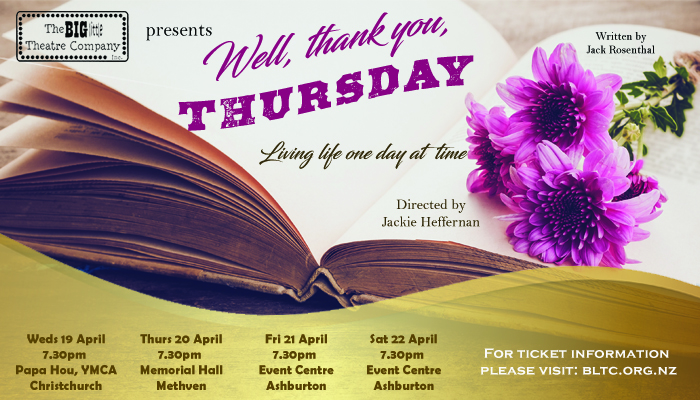 The BIG little
Theatre Company
Inc.
presents
Well, thank you,
THURSDAY
Living life one day at time
Written by
Jack Rosenthal
Directed by
Jackie Heffernan
Weds 19 April
7.30pm
Papa Hou, YMCA
Christchurch
Thurs 20 April
7.30pm
Memorial Hall
Methven
Fri 21 April
7.30pm
Event Centre
Ashburton
Sat 22 April
7.30pm
Event Centre
Ashburton
For ticket information
please visit: bltc.org.nz